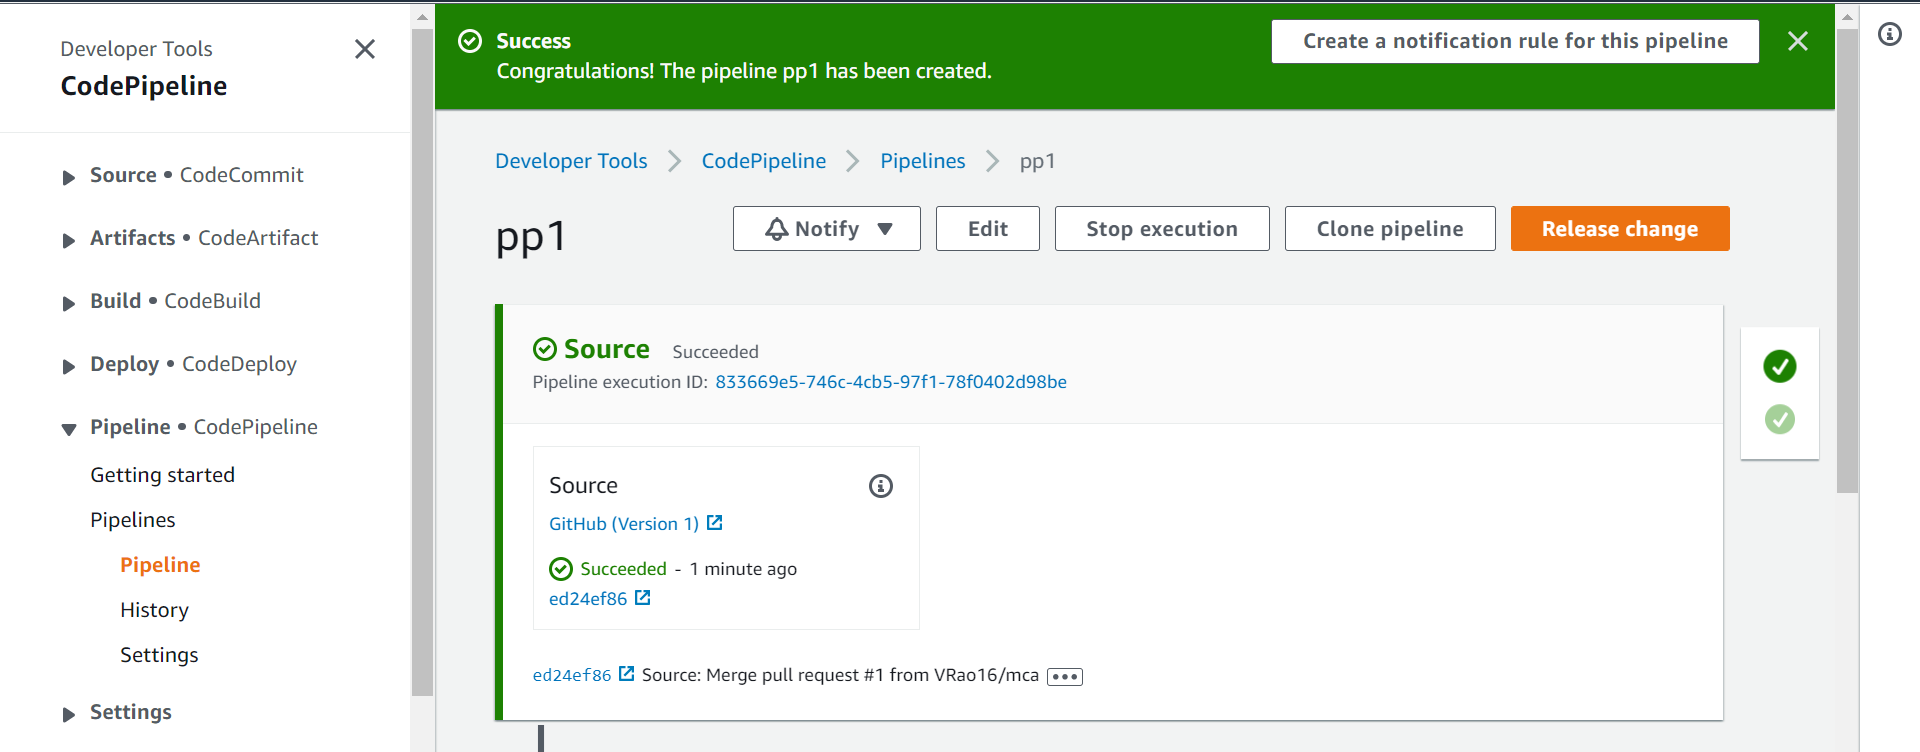 Developer Tools
CodePipeline
Source • CodeCommit
Artifacts • CodeArtifact
Build • CodeBuild
Deploy • CodeDeploy
Pipeline • CodePipeline
Getting started
Pipelines
Pipeline
History
Settings
Settings
Success
Congratulations! The pipeline pp1 has been created.
Create a notification rule for this pipeline
Developer Tools > CodePipeline > Pipelines > pp1
pp1
Notify
Edit
Stop execution
Clone pipeline
Release change
Source Succeeded
Pipeline execution ID: 833669e5-746c-4cb5-97f1-78f0402d98be
Source
GitHub (Version 1)
Succeeded - 1 minute ago
ed24ef86
ed24ef86 Source: Merge pull request #1 from VRao16/mca